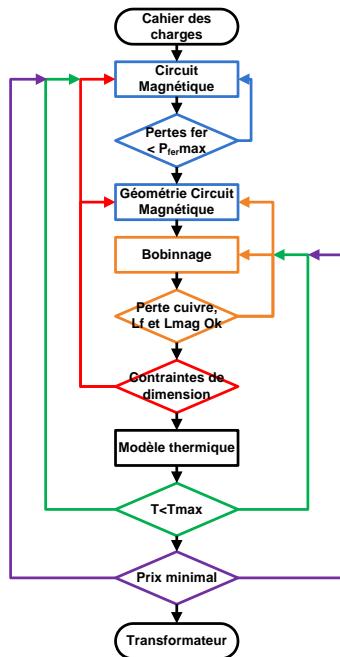 Cahier des
charges
Circuit
Magnétique
Pertes fer
< Pfermax
Géométrie Circuit
Magnétique
Bobinnage
Perte cuivre,
Lf et Lmag Ok
Contraintes de
dimension
Modèle thermique
T<Tmax
Prix minimal
Transformateur